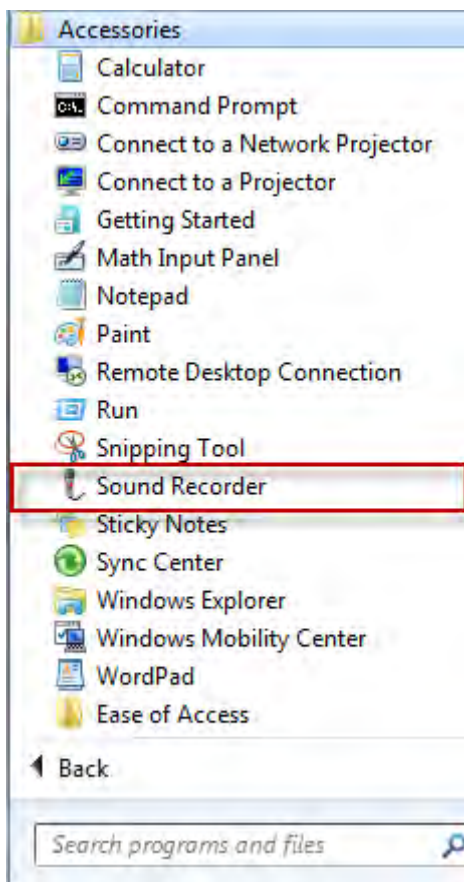 Accessories
Calculator
C:\.
Command Prompt
Connect to a Network Projector
Connect to a Projector
Getting Started
Math Input Panel
Notepad
Paint
Remote Desktop Connection
Run
Snipping Tool
Sound Recorder
Sticky Notes
Sync Center
Windows Explorer
Windows Mobility Center
WordPad
Ease of Access
Back
Search programs and files